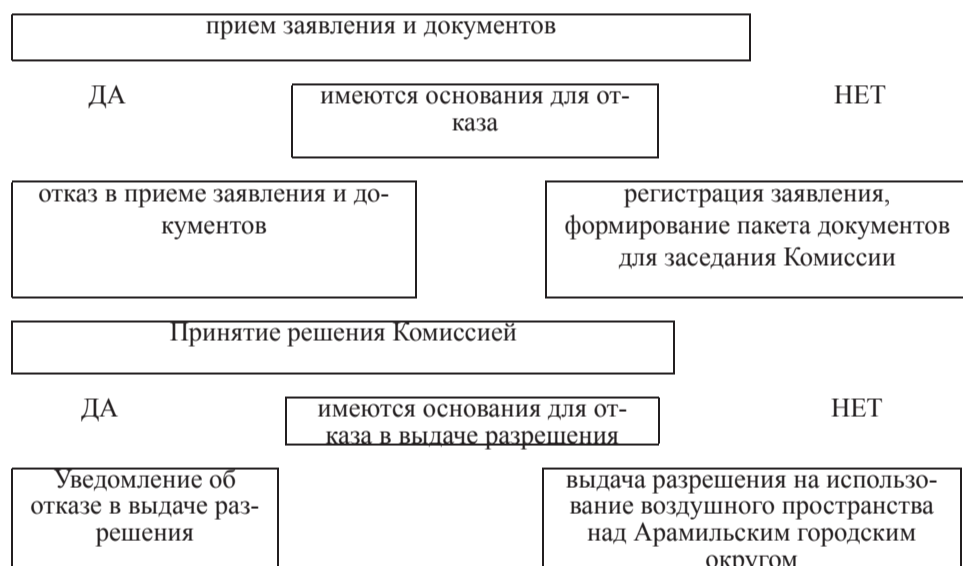 прием заявления и документов
ДА
имеются основания для от-
каза
НЕТ
отказ в приеме заявления и до-
кументов
регистрация заявления,
формирование пакета документов
для заседания Комиссии
Принятие решения Комиссией
ДА
имеются основания для от-
каза в выдаче разрешения
НЕТ
Уведомление об
отказе в выдаче раз-
решения
выдача разрешения на использо-
вание воздушного пространства
над Арамильским городским
округом